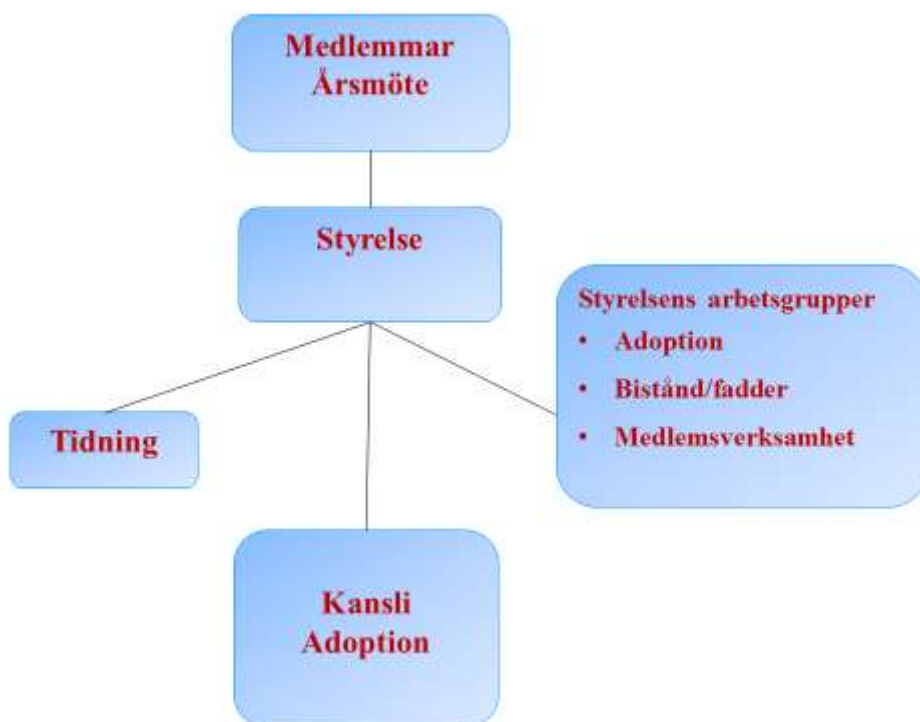 Medlemmar
Årsmöte
Styrelse
Styrelsens arbetsgrupper
• Adoption
• Bistånd/fadder
• Medlemsverksamhet
Tidning
Kansli
Adoption